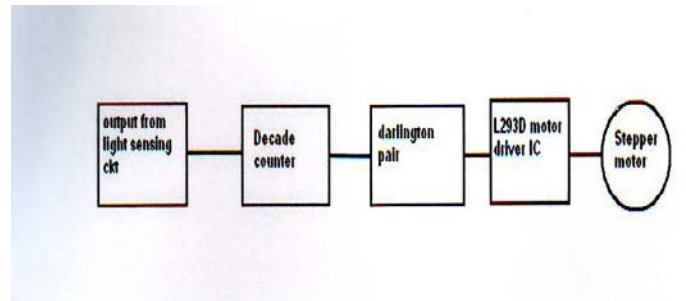 output from
light sensing
ckt
Decade
counter
darlington
pair
L293D motor
driver IC
Stepper
motor